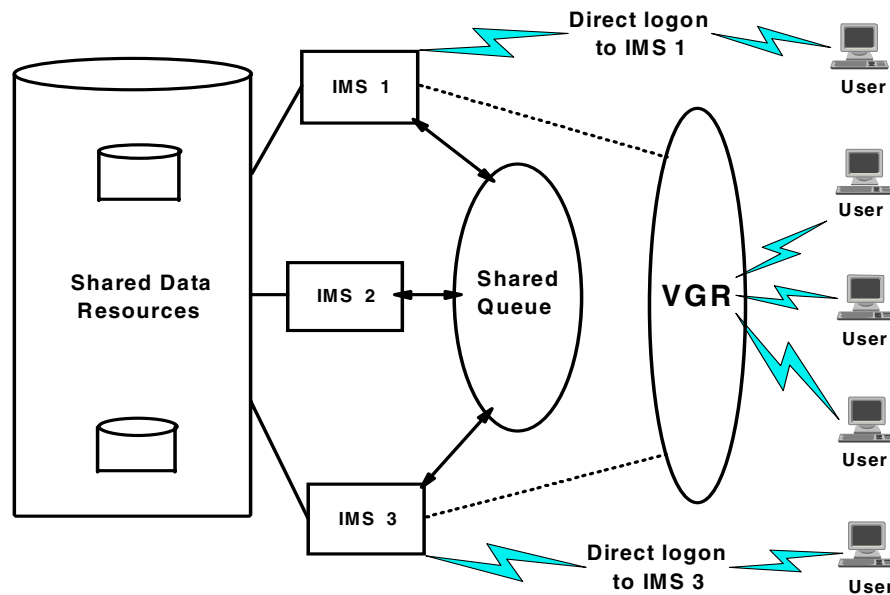 Direct logon
to IMS 1
User
IMS 1
User
Shared Data
Resources
IMS 2
Shared
Queue
VGR
User
User
IMS 3
Direct logon
to IMS 3
User